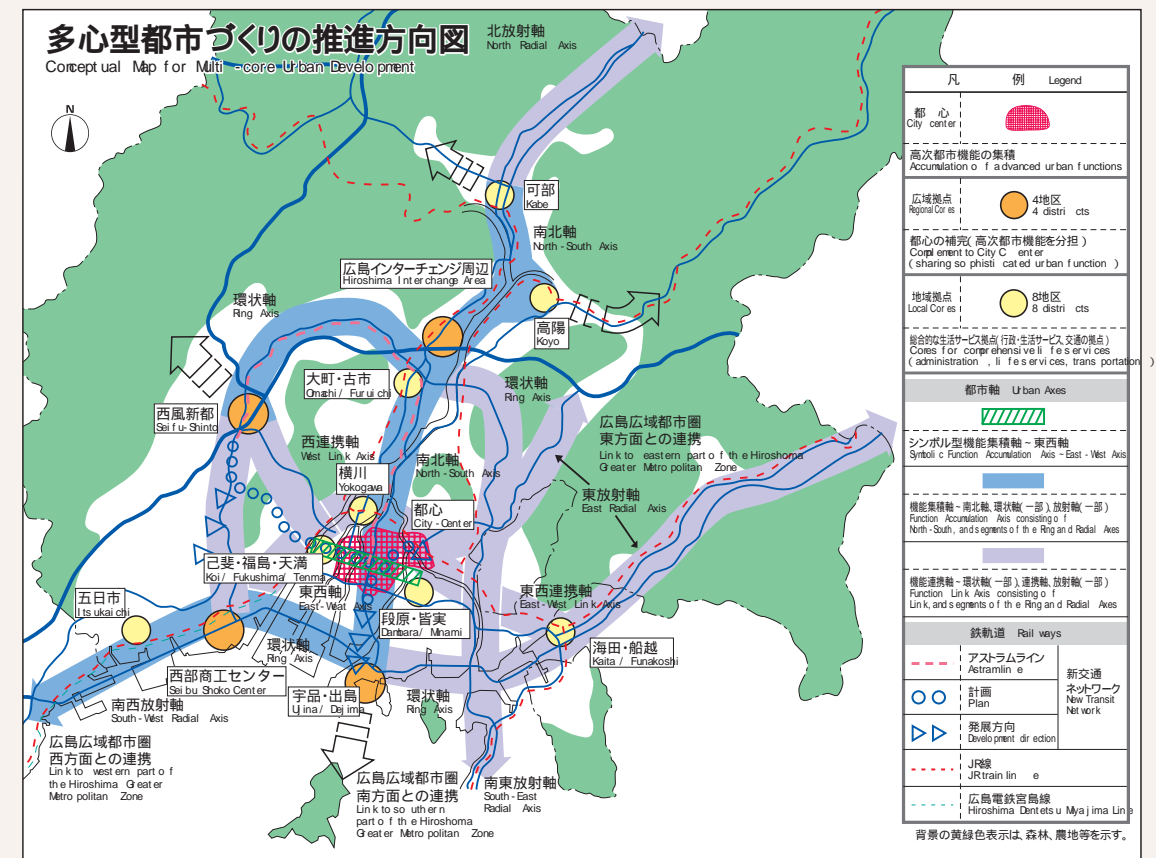 多心型都市づくりの推進方向図
Conceptual Map for Multi-core Urban Development
北放射軸
North Radial Axis
N
可部
Kabe
南北軸
North-South Axis
広島インターチェンジ周辺
Hiroshima Interchange Area
環状軸
Ring Axis
高陽
Koyo
大町・古市
Omachi/ Furuichi
環状軸
Ring Axis
西風新都
Seifu-Shinto
西連携軸
West Link Axis
広島広域都市圏
東方面との連携
Link to eastern part of the Hiroshoma
Greater Metropolitan Zone
横川
Yokogawa
南北軸
North-South Axis
都心
City-Center
東放射軸
East Radial Axis
己斐・福島・天満
Koi/ Fukushima/ Tenma
東西軸
East-Weat Axis
五日市
Itsukaichi
段原・皆実
Danbara/ Minami
東西連携軸
East-West Link Axis
環状軸
Ring Axis
海田・船越
Kaita / Funakoshi
西部商工センター
Seibu Shoko Center
宇品・出島
Ujina/ Dejima
環状軸
Ring Axis
南西放射軸
South-West Radial Axis
広島広域都市圏
西方面との連携
Link to western part of
the Hiroshima Greater
Metropolitan Zone
広島広域都市圏
南方面との連携
Link to southern
part of the Hiroshoma
Greater Metropolitan Zone
南東放射軸
South-East
Radial Axis
凡 例 Legend
都 心
City center
高次都市機能の集積
Accumulation of advanced urban functions
広域拠点
Regional Cores
4地区
4 districts
都心の補完(高次都市機能を分担)
Complement to City Center
(sharing sophisticated urban function)
地域拠点
Local Cores
8地区
8 districts
総合的な生活サービス拠点(行政・生活サービス、交通の拠点)
Cores for comprehensive life services
(administration, life services, transportation)
都市軸 Urban Axes
シンボル型機能集積軸~東西軸
Symbolic Function Accumulation Axis ~East-West Axis
機能集積軸~南北軸、環状軸(一部)、放射軸(一部)
Function Accumulation Axis consisting of
North-South, and segments of the Ring and Radial Axes
機能連携軸~環状軸(一部)、連携軸、放射軸(一部)
Function Link Axis consisting of
Link, and segments of the Ring and Radial Axes
鉄軌道 Railways
アストラムライン
Astramline
計画
Plan
発展方向
Development direction
新交通
ネットワーク
New Transit
Network
JR線
JR train line
広島電鉄宮島線
Hiroshima Dentetsu Miyajima Line
背景の黄緑色表示は、森林、農地等を示す。